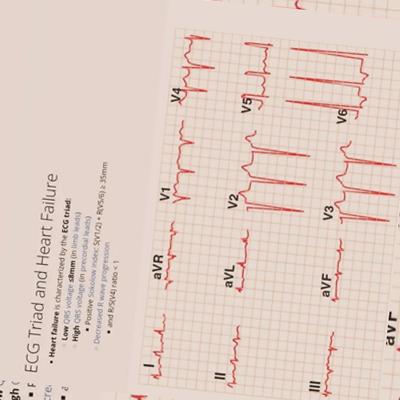 ECG Triad and Heart Failure
• Heart failure is characterized by the ECG triad:
○ Low QRS voltage ≤8mm (in limb leads)
○ High QRS voltage (in precordial leads)
▪ Positive Sokolow index: S(V1/2) + R(V5/6) ≥ 35mm
○ Decreased R wave progression
▪ and R/S(V4) ratio < 1
I
aVR
V1
V4
II
aVL
V2
V5
III
aVF
V3
V6
aVF